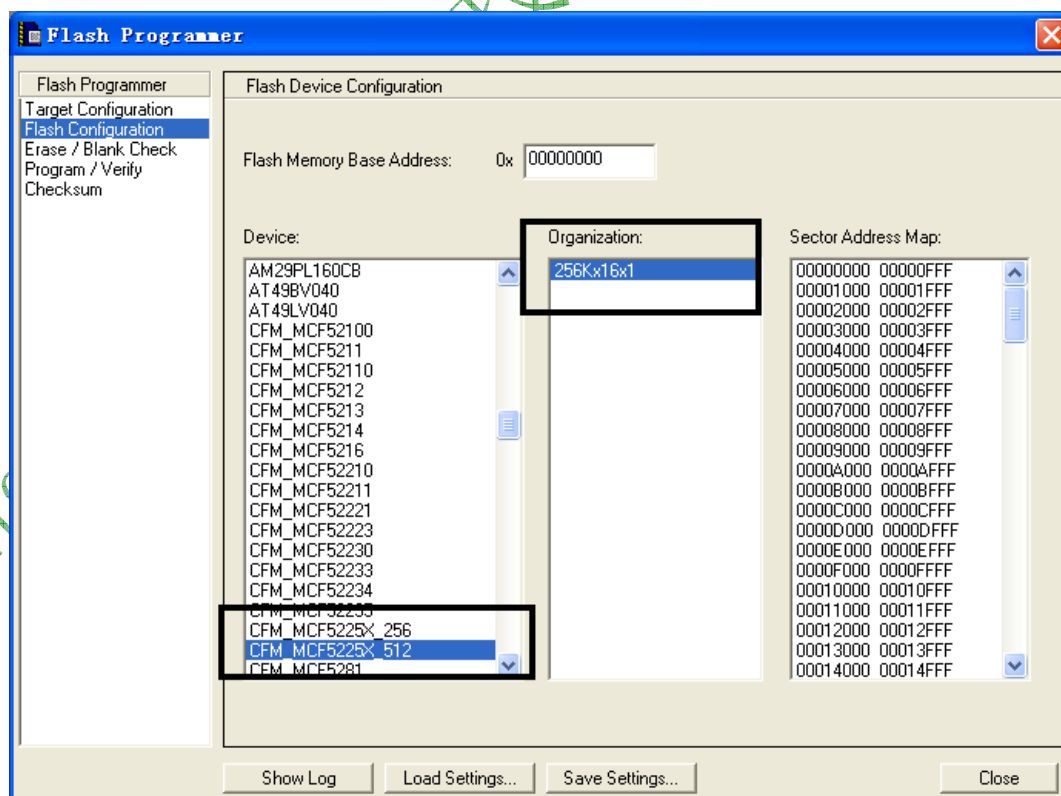 Flash Programmer
Flash Programmer
Target Configuration
Flash Configuration
Erase / Blank Check
Program / Verify
Checksum
Flash Device Configuration
Flash Memory Base Address: 0x 00000000
Device:
AM29PL160CB
AT49BV040
AT49LV040
CFM_MCF52100
CFM_MCF5211
CFM_MCF52110
CFM_MCF5212
CFM_MCF5213
CFM_MCF5214
CFM_MCF5216
CFM_MCF52210
CFM_MCF52211
CFM_MCF52221
CFM_MCF52223
CFM_MCF52230
CFM_MCF52233
CFM_MCF52234
CFM_MCF52235
CFM_MCF5225X_256
CFM_MCF5225X_512
CFM_MCF5281
Organization:
256Kx16x1
Sector Address Map:
00000000 00000FFF
00001000 00001FFF
00002000 00002FFF
00003000 00003FFF
00004000 00004FFF
00005000 00005FFF
00006000 00006FFF
00007000 00007FFF
00008000 00008FFF
00009000 00009FFF
0000A000 0000AFFF
0000B000 0000BFFF
0000C000 0000CFFF
0000D000 0000DFFF
0000E000 0000EFFF
0000F000 0000FFFF
00010000 00010FFF
00011000 00011FFF
00012000 00012FFF
00013000 00013FFF
00014000 00014FFF
Show Log
Load Settings...
Save Settings...
Close